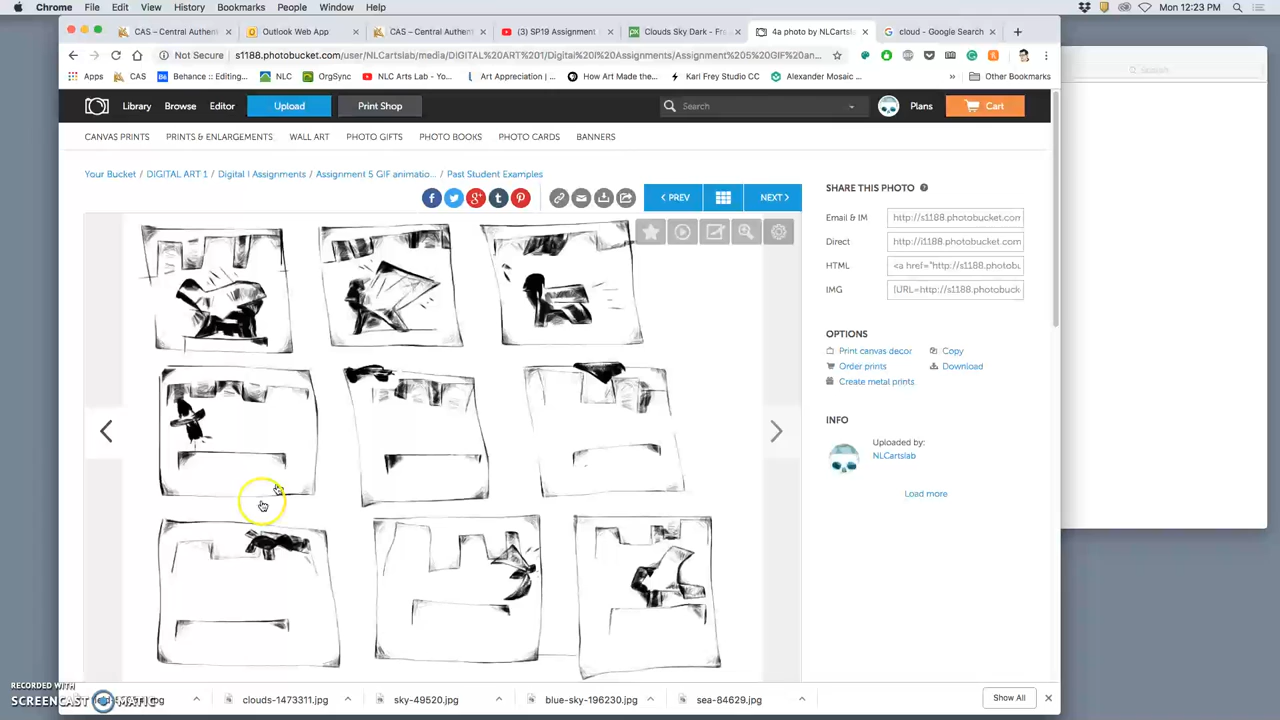 Chrome File Edit View History Bookmarks People Window Help 12:23 PM
CAS – Central Authen Outlook Web App CAS – Central Authenti (3) SP19 Assignment Clouds Sky Dark - Fre 4a photo by NLCartsla cloud - Google Search
Not Secure s1188.photobucket.com/user/NLCartslab/media/DIGITAL%20ART%201/Digital%20I%20Assignments/Assignment%205%20GIF%20an...
Apps CAS Behance :: Editing... NLC OrgSync NLC Arts Lab - Yo... Art Appreciation | ... How Art Made the... Karl Frey Studio CC Alexander Mosaic ... » Other Bookmarks
Search
Library Browse Editor Upload Print Shop Search Plans Cart
CANVAS PRINTS PRINTS & ENLARGEMENTS WALL ART PHOTO GIFTS PHOTO BOOKS PHOTO CARDS BANNERS
Your Bucket / DIGITAL ART 1 / Digital I Assignments / Assignment 5 GIF animatio... / Past Student Examples
PREV NEXT
SHARE THIS PHOTO
Email & IM http://s1188.photobucket.com
Direct http://i1188.photobucket.com
HTML <a href="http://s1188.photobu
IMG [URL=http://s1188.photobuck
OPTIONS
Print canvas decor Copy
Order prints Download
Create metal prints
INFO
Uploaded by:
NLCartslab
Load more
RECORDED WITH
SCREENCAST MATIC
clouds-1473311.jpg sky-49520.jpg blue-sky-196230.jpg sea-84629.jpg Show All